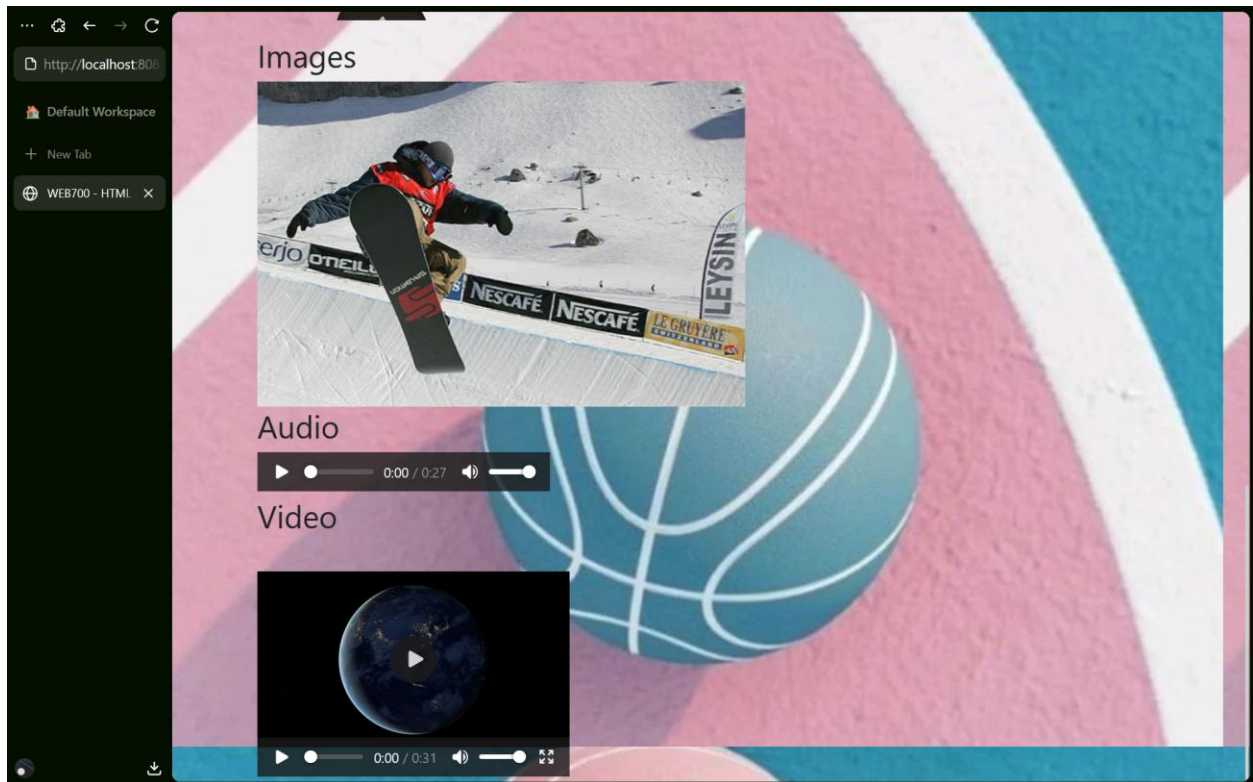 http://localhost:808
Default Workspace
New Tab
WEB700 - HTML
Images
erjo O'NEILL NESCAFÉ NESCAFÉ LE GRUYÈRE
SWITZERLAND
LEYSIN
Audio
0:00 / 0:27
Video
0:00 / 0:31